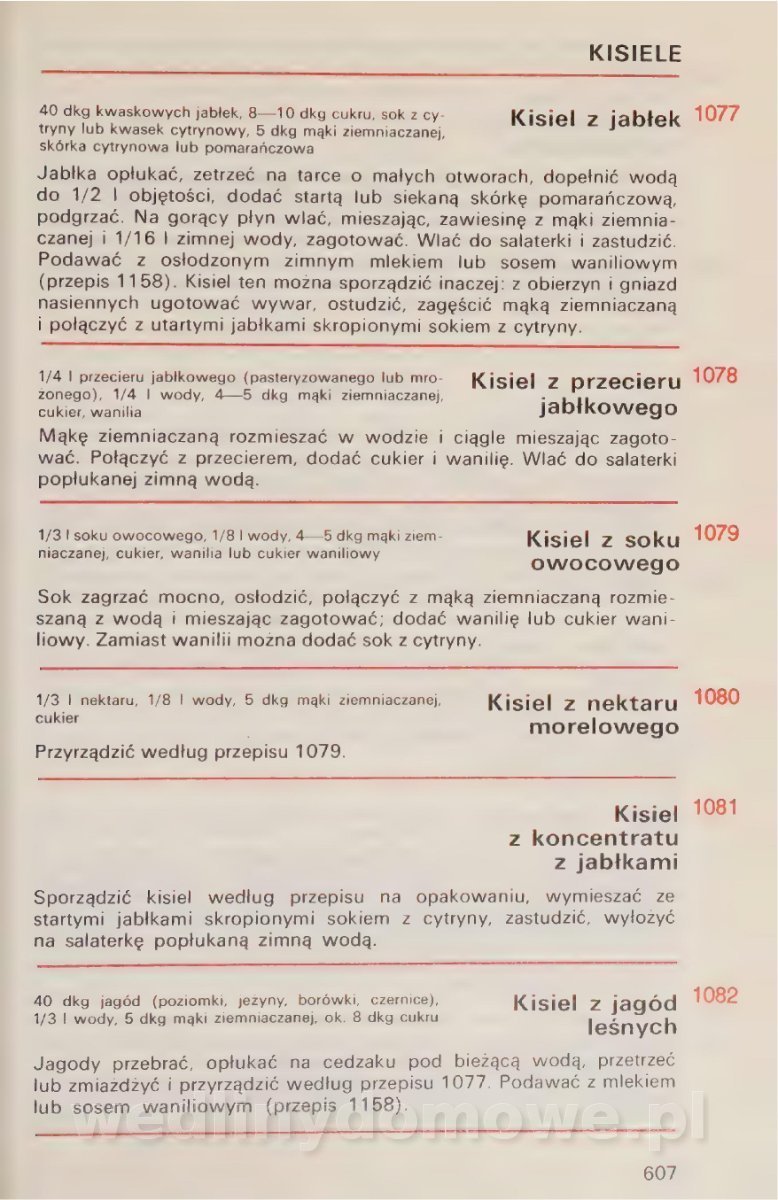 KISIELE
40 dkg kwaskowych jabłek, 8—10 dkg cukru, sok z cy-
tryny lub kwasek cytrynowy, 5 dkg mąki ziemniaczanej,
skórka cytrynowa lub pomarańczowa
Kisiel z jabłek 1077
Jabłka opłukać, zetrzeć na tarce o małych otworach, dopełnić wodą
do 1/2 l objętości, dodać startą lub siekaną skórkę pomarańczową,
podgrzać. Na gorący płyn wlać, mieszając, zawiesinę z mąki ziemnia-
czanej i 1/16 l zimnej wody, zagotować. Wlać do salaterki i zastudzić.
Podawać z osłodzonym zimnym mlekiem lub sosem waniliowym
(przepis 1158). Kisiel ten można sporządzić inaczej: z obierzyn i gniazd
nasiennych ugotować wywar, ostudzić, zagęścić mąką ziemniaczaną
i połączyć z utartymi jabłkami skropionymi sokiem z cytryny.
1/4 l przecieru jabłkowego (pasteryzowanego lub mro-
żonego), 1/4 l wody, 4—5 dkg mąki ziemniaczanej,
cukier, wanilia
Kisiel z przecieru 1078
jabłkowego
Mąkę ziemniaczaną rozmieszać w wodzie i ciągle mieszając zagoto-
wać. Połączyć z przecierem, dodać cukier i wanilię. Wlać do salaterki
popłukanej zimną wodą.
1/3 l soku owocowego, 1/8 l wody, 4—5 dkg mąki ziem-
niaczanej, cukier, wanilia lub cukier waniliowy
Kisiel z soku 1079
owocowego
Sok zagrzać mocno, osłodzić, połączyć z mąką ziemniaczaną rozmie-
szaną z wodą i mieszając zagotować; dodać wanilię lub cukier wani-
liowy. Zamiast wanilii można dodać sok z cytryny.
1/3 l nektaru, 1/8 l wody, 5 dkg mąki ziemniaczanej,
cukier
Kisiel z nektaru 1080
morelowego
Przyrządzić według przepisu 1079.
Kisiel 1081
z koncentratu
z jabłkami
Sporządzić kisiel według przepisu na opakowaniu, wymieszać ze
startymi jabłkami skropionymi sokiem z cytryny, zastudzić, wyłożyć
na salaterkę popłukaną zimną wodą.
40 dkg jagód (poziomki, jeżyny, borówki, czernice),
1/3 l wody, 5 dkg mąki ziemniaczanej, ok. 8 dkg cukru
Kisiel z jagód 1082
leśnych
Jagody przebrać, opłukać na cedzaku pod bieżącą wodą, przetrzeć
lub zmiażdżyć i przyrządzić według przepisu 1077. Podawać z mlekiem
lub sosem waniliowym (przepis 1158).
wedlinydomowe.pl
607